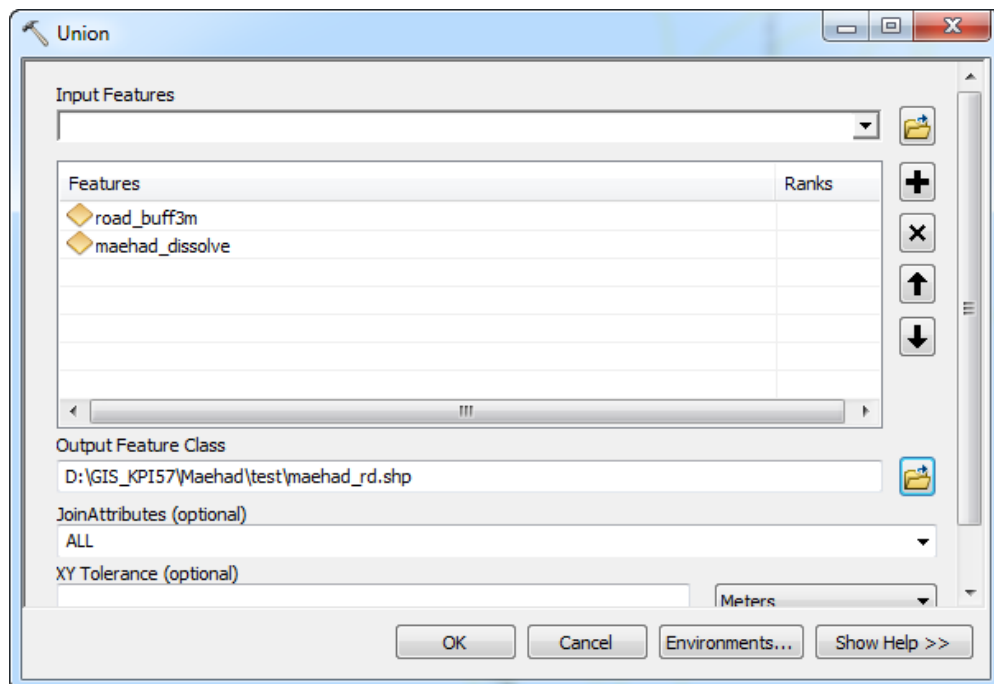 Union
Input Features
Features Ranks
road_buff3m
maehad_dissolve
Output Feature Class
D:\GIS_KPI57\Maehad\test\maehad_rd.shp
JoinAttributes (optional)
ALL
XY Tolerance (optional)
Meters
OK Cancel Environments... Show Help >>